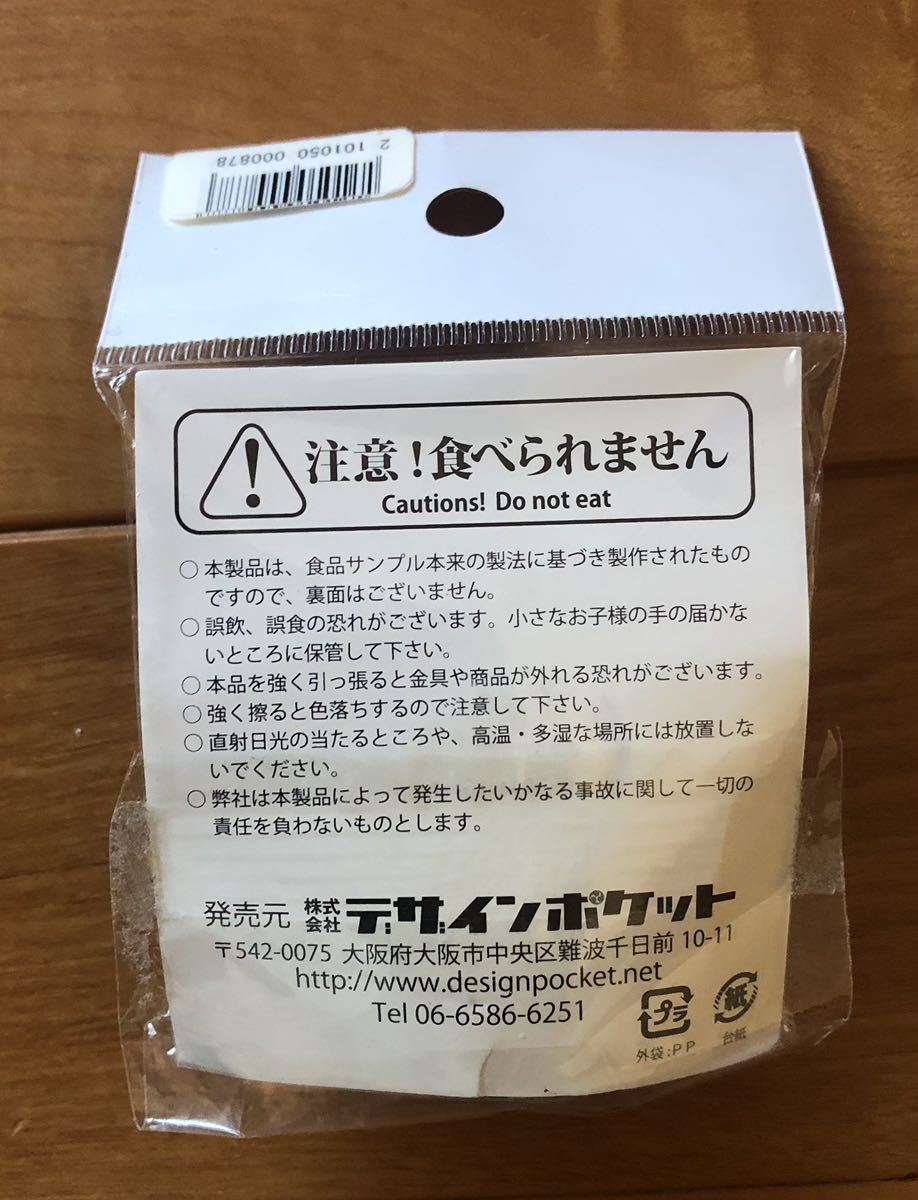 2 101050 000878
注意！食べられません
Cautions! Do not eat
○ 本製品は、食品サンプル本来の製法に基づき製作されたもの
ですので、裏面はございません。
○ 誤飲、誤食の恐れがございます。小さなお子様の手の届かな
いところに保管して下さい。
○ 本品を強く引っ張ると金具や商品が外れる恐れがございます。
○ 強く擦ると色落ちするので注意して下さい。
○ 直射日光の当たるところや、高温・多湿な場所には放置しな
いでください。
○ 弊社は本製品によって発生したいかなる事故に関して一切の
責任を負わないものとします。
発売元 株式会社 デザインポケット
〒542-0075 大阪府大阪市中央区難波千日前 10-11
http://www.designpocket.net
Tel 06-6586-6251
プラ 紙
外袋:PP 台紙